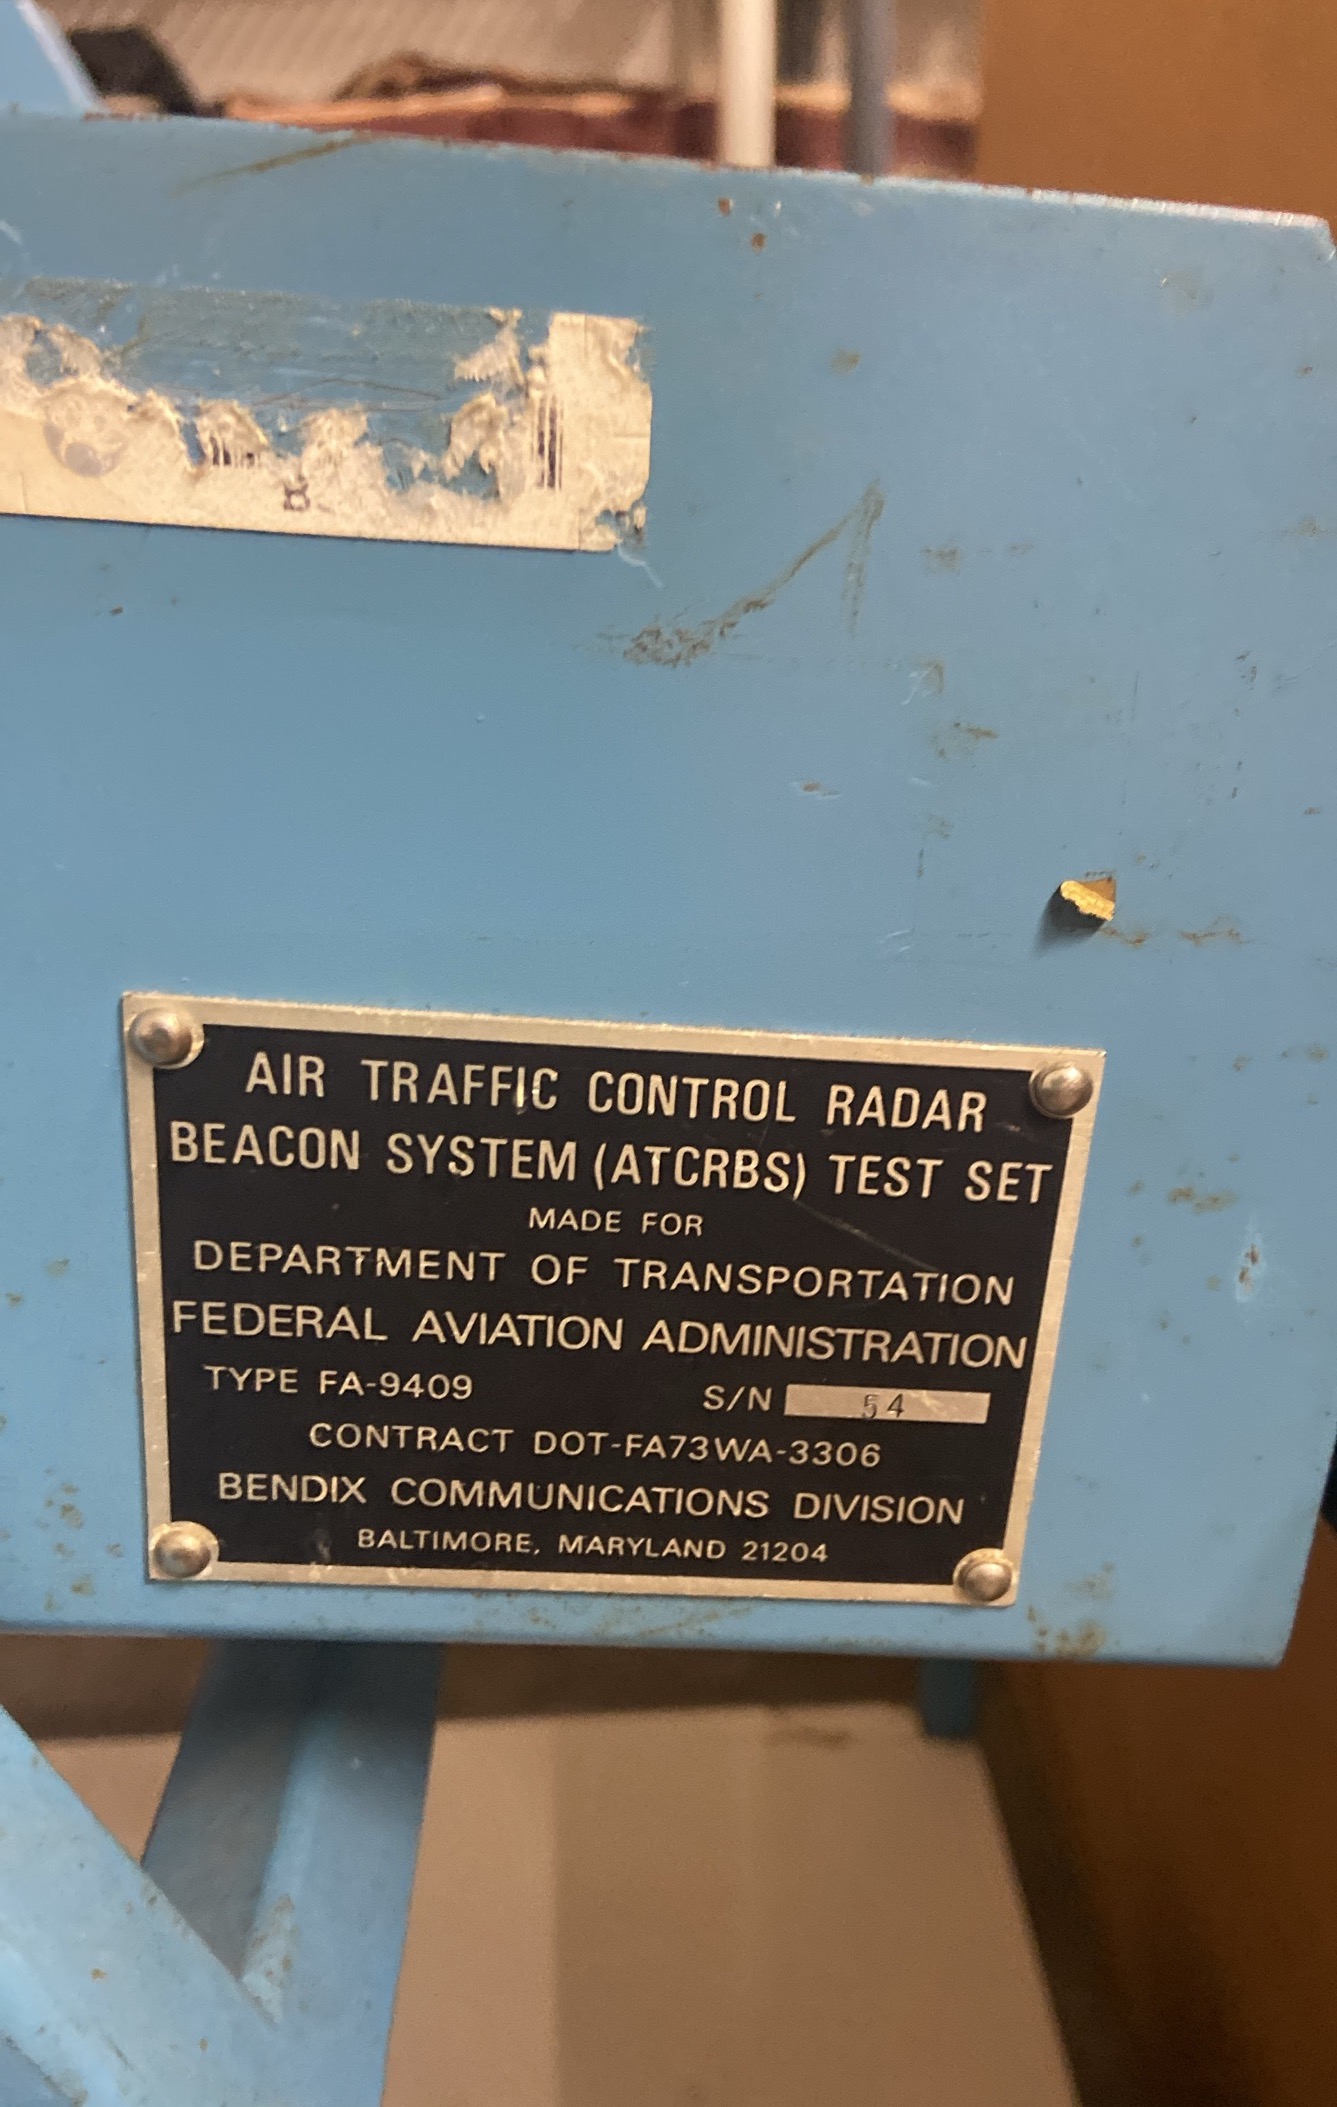 AIR TRAFFIC CONTROL RADAR
BEACON SYSTEM (ATCRBS) TEST SET
MADE FOR
DEPARTMENT OF TRANSPORTATION
FEDERAL AVIATION ADMINISTRATION
TYPE FA-9409 S/N 54
CONTRACT DOT-FA73WA-3306
BENDIX COMMUNICATIONS DIVISION
BALTIMORE, MARYLAND 21204